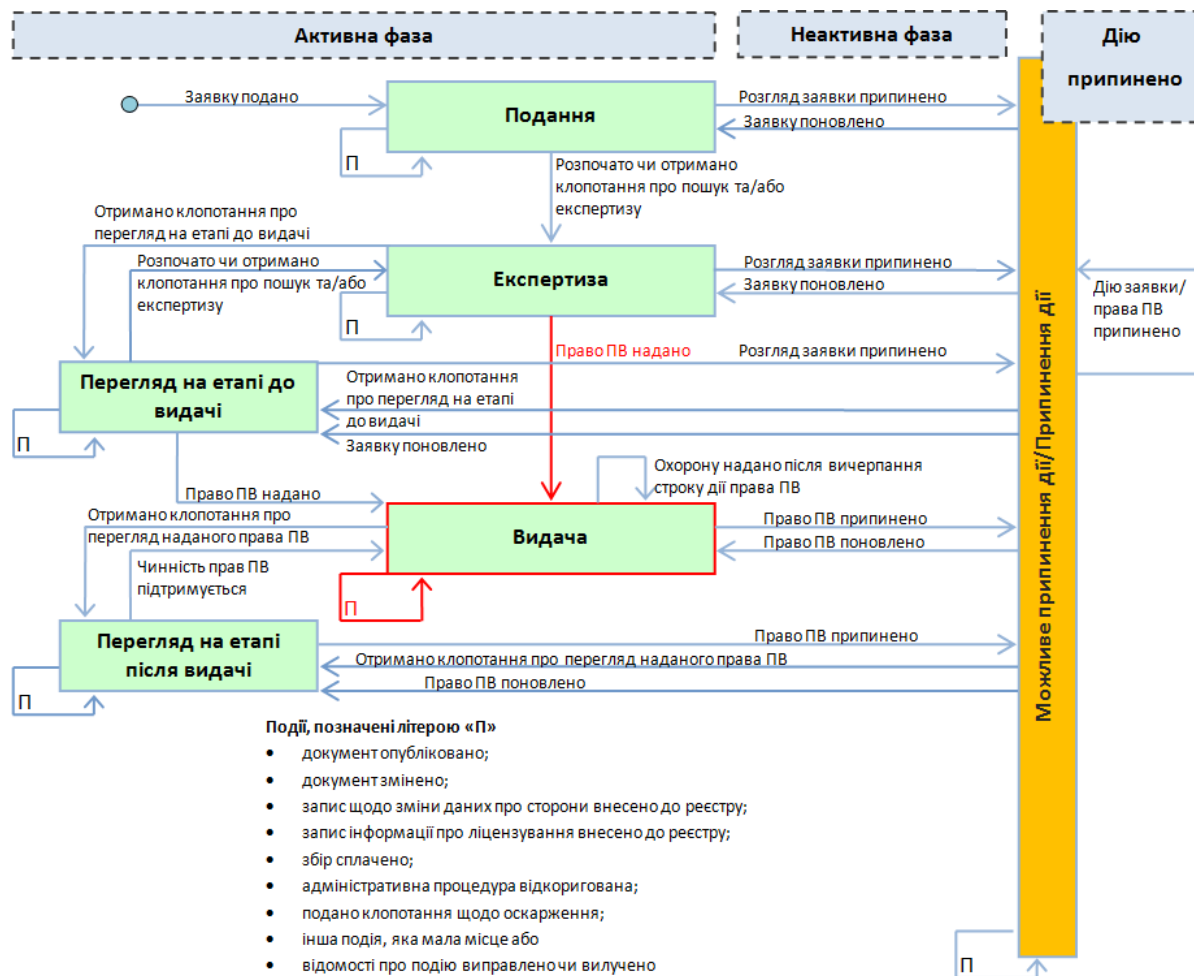 Активна фаза
Неактивна фаза
Дію
припинено
Заявку подано
Подання
Розгляд заявки припинено
Заявку поновлено
П
Розпочато чи отримано
клопотання про пошук та/або
експертизу
Отримано клопотання про
перегляд на етапі до видачі
Розпочато чи отримано
клопотання про пошук та/або
експертизу
Експертиза
Розгляд заявки припинено
Заявку поновлено
П
Дію заявки/
права ПВ
припинено
Право ПВ надано
Розгляд заявки припинено
Перегляд на етапі до
видачі
Отримано клопотання
про перегляд на етапі
до видачі
Заявку поновлено
П
Право ПВ надано
Охорону надано після вичерпання
строку дії права ПВ
Отримано клопотання про
перегляд наданого права ПВ
Видача
Право ПВ припинено
Право ПВ поновлено
Чинність прав ПВ
підтримується
П
Перегляд на етапі
після видачі
Право ПВ припинено
Отримано клопотання про перегляд наданого права ПВ
Право ПВ поновлено
П
Можливе припинення дії/Припинення дії
Події, позначені літерою «П»
• документ опубліковано;
• документ змінено;
• запис щодо зміни даних про сторони внесено до реєстру;
• запис інформації про ліцензування внесено до реєстру;
• збір сплачено;
• адміністративна процедура відкоригована;
• подано клопотання щодо оскарження;
• інша подія, яка мала місце або
• відомості про подію виправлено чи вилучено
П